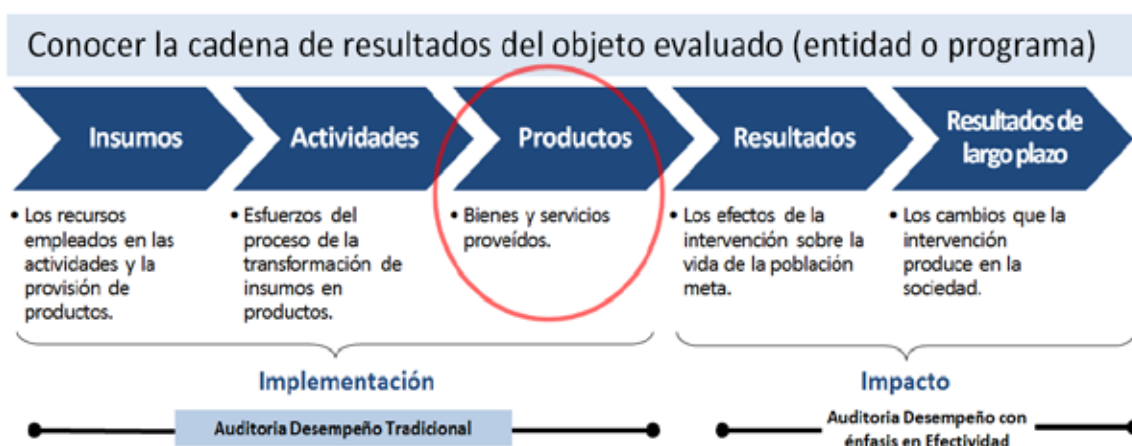 Conocer la cadena de resultados del objeto evaluado (entidad o programa)
Insumos
Actividades
Productos
Resultados
Resultados de
largo plazo
• Los recursos
empleados en las
actividades y la
provisión de
productos.
• Esfuerzos del
proceso de la
transformación de
insumos en
productos.
• Bienes y servicios
proveídos.
• Los efectos de la
intervención sobre la
vida de la población
meta.
• Los cambios que la
intervención
produce en la
sociedad.
Implementación
Impacto
Auditoria Desempeño Tradicional
Auditoria Desempeño con
énfasis en Efectividad